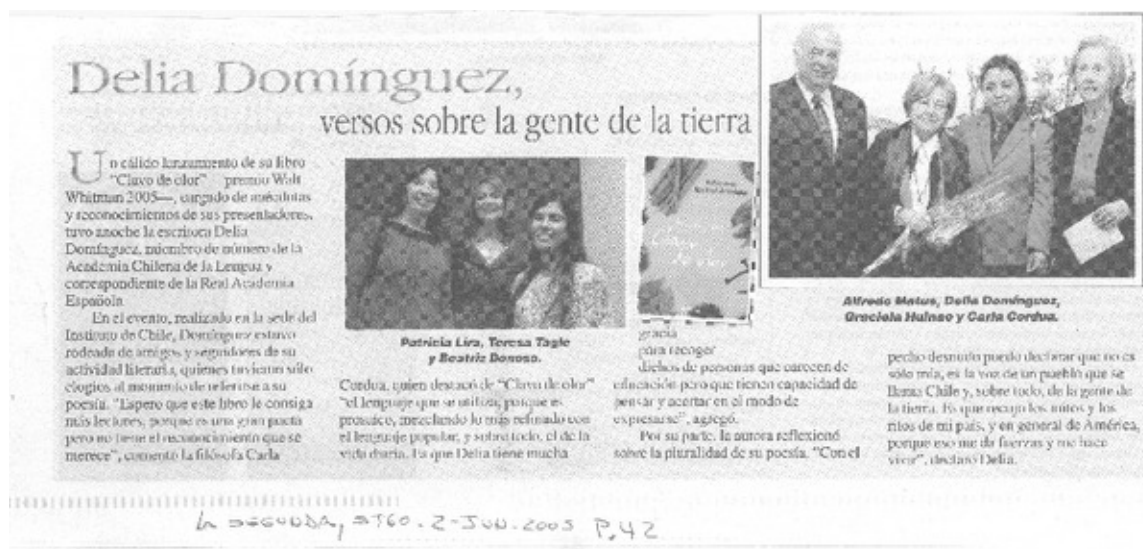 Delia Domínguez,
versos sobre la gente de la tierra
Un cálido lanzamiento de su libro
"Clavo de olor" premio Walt
Whitman 2005—, cargado de anécdotas
y reconocimientos de sus presentadores,
tuvo anoche la escritora Delia
Domínguez, miembro de número de la
Academia Chilena de la Lengua y
correspondiente de la Real Academia
Española
En el evento, realizado en la sede del
Instituto de Chile, Domínguez estuvo
rodeada de amigos y seguidores de su
actividad literaria, quienes tuvieron sólo
elogios al momento de referirse a su
poesía. "Espero que este libro le consiga
más lectores, porque es una gran poeta
pero no tiene el reconocimiento que se
merece", comentó la filósofa Carla
Patricia Lira, Teresa Tagle
y Beatriz Donoso.
Cordua, quien destacó de "Clavo de olor"
"el lenguaje que se utiliza, porque es
prosaico, mezclando lo más refinado con
el lenguaje popular, y sobre todo, el de la
vida diaria. Es que Delia tiene mucha
Clavo
de olor
gracia
para recoger
dichos de personas que carecen de
educación pero que tienen capacidad de
pensar y acertar en el modo de
expresarse", agregó.
Por su parte, la autora reflexionó
sobre la pluralidad de su poesía. "Con el
Alfredo Matus, Delia Domínguez,
Graciela Huinao y Carla Cordua.
pecho desnudo puedo declarar que no es
sólo mía, es la voz de un pueblo que se
llama Chile y, sobre todo, de la gente de
la tierra. Es que recojo los mitos y los
ritos de mi país, y en general de América,
porque eso me da fuerzas y me hace
vivir", declaró Delia.
La SEGUNDA, STGO. 2-JUN-2005 P.42